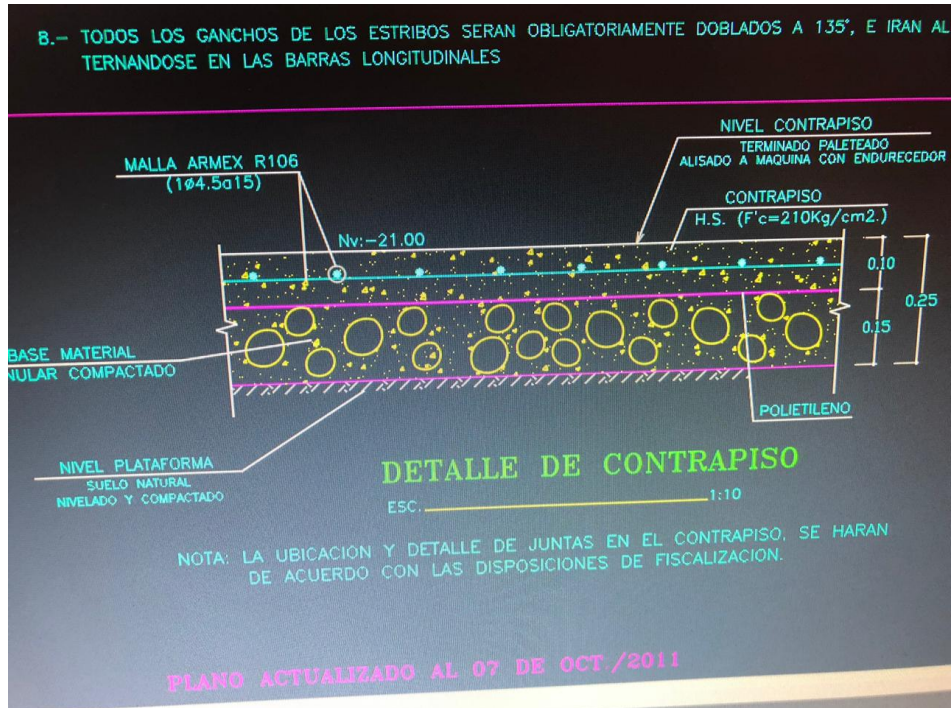 8.- TODOS LOS GANCHOS DE LOS ESTRIBOS SERAN OBLIGATORIAMENTE DOBLADOS A 135°, E IRAN AL
TERNANDOSE EN LAS BARRAS LONGITUDINALES
NIVEL CONTRAPISO
TERMINADO PALETEADO
ALISADO A MAQUINA CON ENDURECEDOR
MALLA ARMEX R106
(1ø4.5a15)
CONTRAPISO
H.S. (F'c=210Kg/cm2.)
Nv:-21.00
0.10
0.25
0.15
BASE MATERIAL
NULAR COMPACTADO
POLIETILENO
NIVEL PLATAFORMA
SUELO NATURAL
NIVELADO Y COMPACTADO
DETALLE DE CONTRAPISO
ESC. 1:10
NOTA: LA UBICACION Y DETALLE DE JUNTAS EN EL CONTRAPISO, SE HARAN
DE ACUERDO CON LAS DISPOSICIONES DE FISCALIZACION.
PLANO ACTUALIZADO AL 07 DE OCT./2011